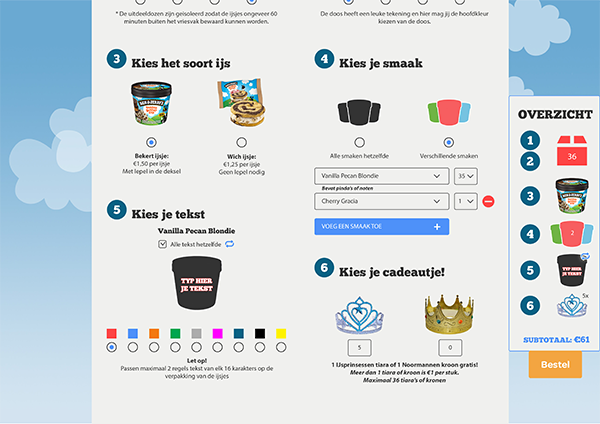 * De uitdeeldozen zijn geisoleerd zodat de ijsjes ongeveer 60
minuten buiten het vriesvak bewaard kunnen worden.
De doos heeft een leuke tekening en hier mag jij de hoofdkleur
kiezen van de doos.
3 Kies het soort ijs
BEN & JERRY'S
Bekert ijsje:
€1,50 per ijsje
Met lepel in de deksel
Wich ijsje:
€1,25 per ijsje
Geen lepel nodig
4 Kies je smaak
Alle smaken hetzelfde
Verschillende smaken
Vanilla Pecan Blondie 35
Bevat pinda's of noten
Cherry Gracia 1
VOEG EEN SMAAK TOE +
5 Kies je tekst
Vanilla Pecan Blondie
Alle tekst hetzelfde
TYP HIER
JE TEKST
Let op!
Passen maximaal 2 regels tekst van elk 16 karakters op de
verpakking van de ijsjes
6 Kies je cadeautje!
5 0
1 IJsprinsessen tiara of 1 Noormannen kroon gratis!
Meer dan 1 tiara of kroon is €1 per stuk.
Maximaal 36 tiara's of kronen
OVERZICHT
1
2 36
3
4 2
5 TYP HIER
JE TEKST
6 5x
SUBTOTAAL: €61
Bestel